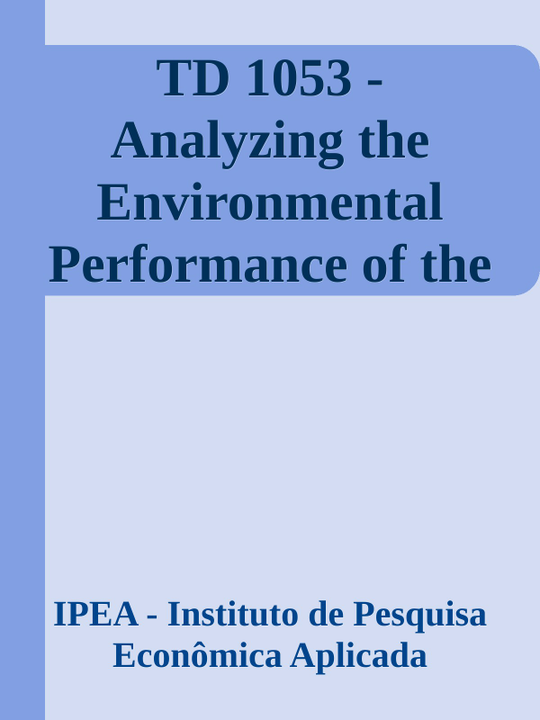 TD 1053 -
Analyzing the
Environmental
Performance of the
IPEA - Instituto de Pesquisa
Econômica Aplicada